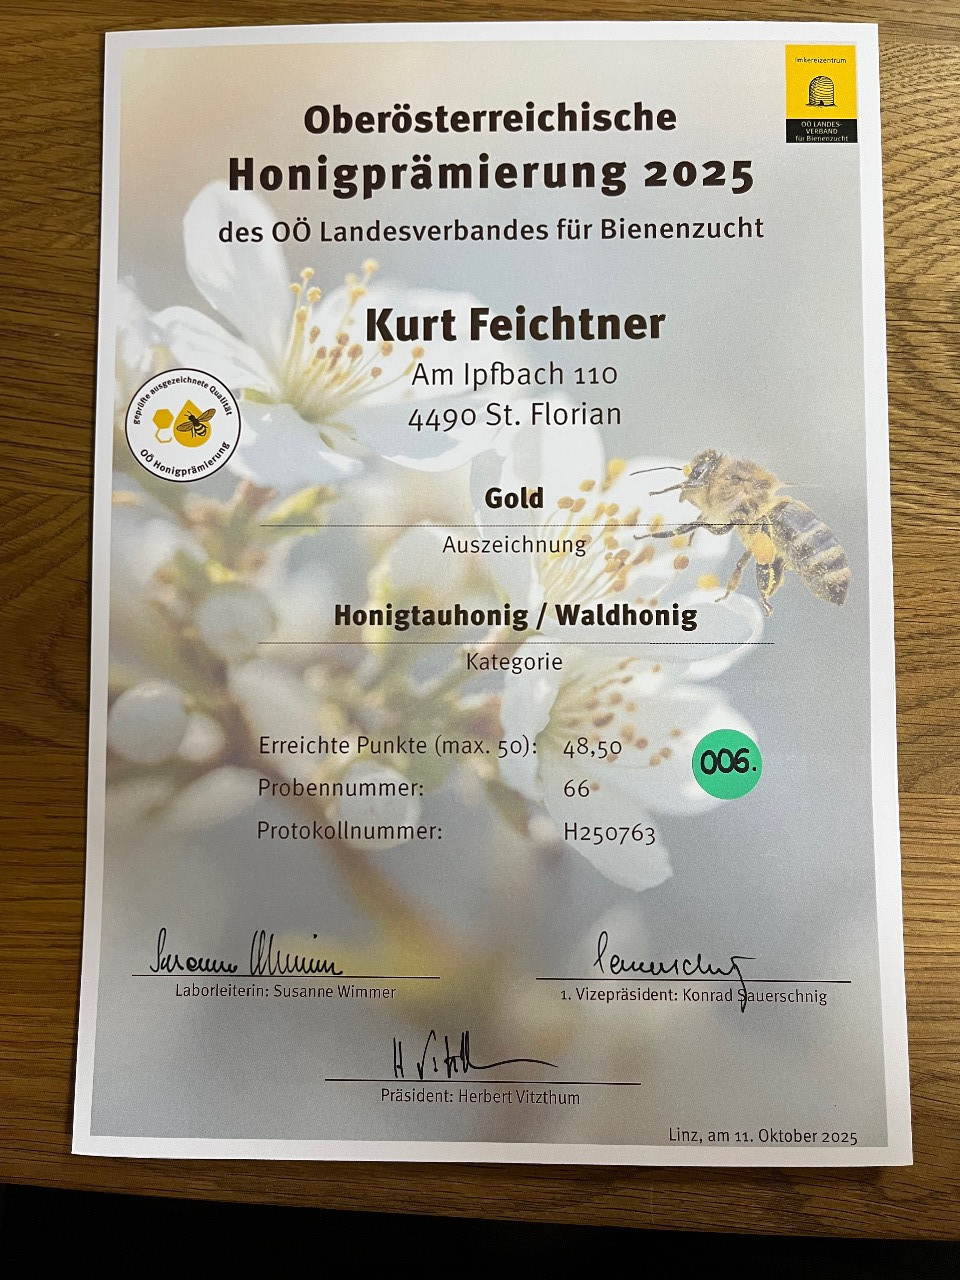 Imkereizentrum
OÖ LANDES-
VERBAND
für Bienenzucht
Oberösterreichische
Honigprämierung 2025
des OÖ Landesverbandes für Bienenzucht
Kurt Feichtner
Am Ipfbach 110
4490 St. Florian
geprüfte ausgezeichnete Qualität
OÖ Honigprämierung
Gold
Auszeichnung
Honigtauhonig / Waldhonig
Kategorie
Erreichte Punkte (max. 50): 48,50
006.
Probennummer: 66
Protokollnummer: H250763
Laborleiterin: Susanne Wimmer
1. Vizepräsident: Konrad Sauerschnig
H Vitzthum
Präsident: Herbert Vitzthum
Linz, am 11. Oktober 2025